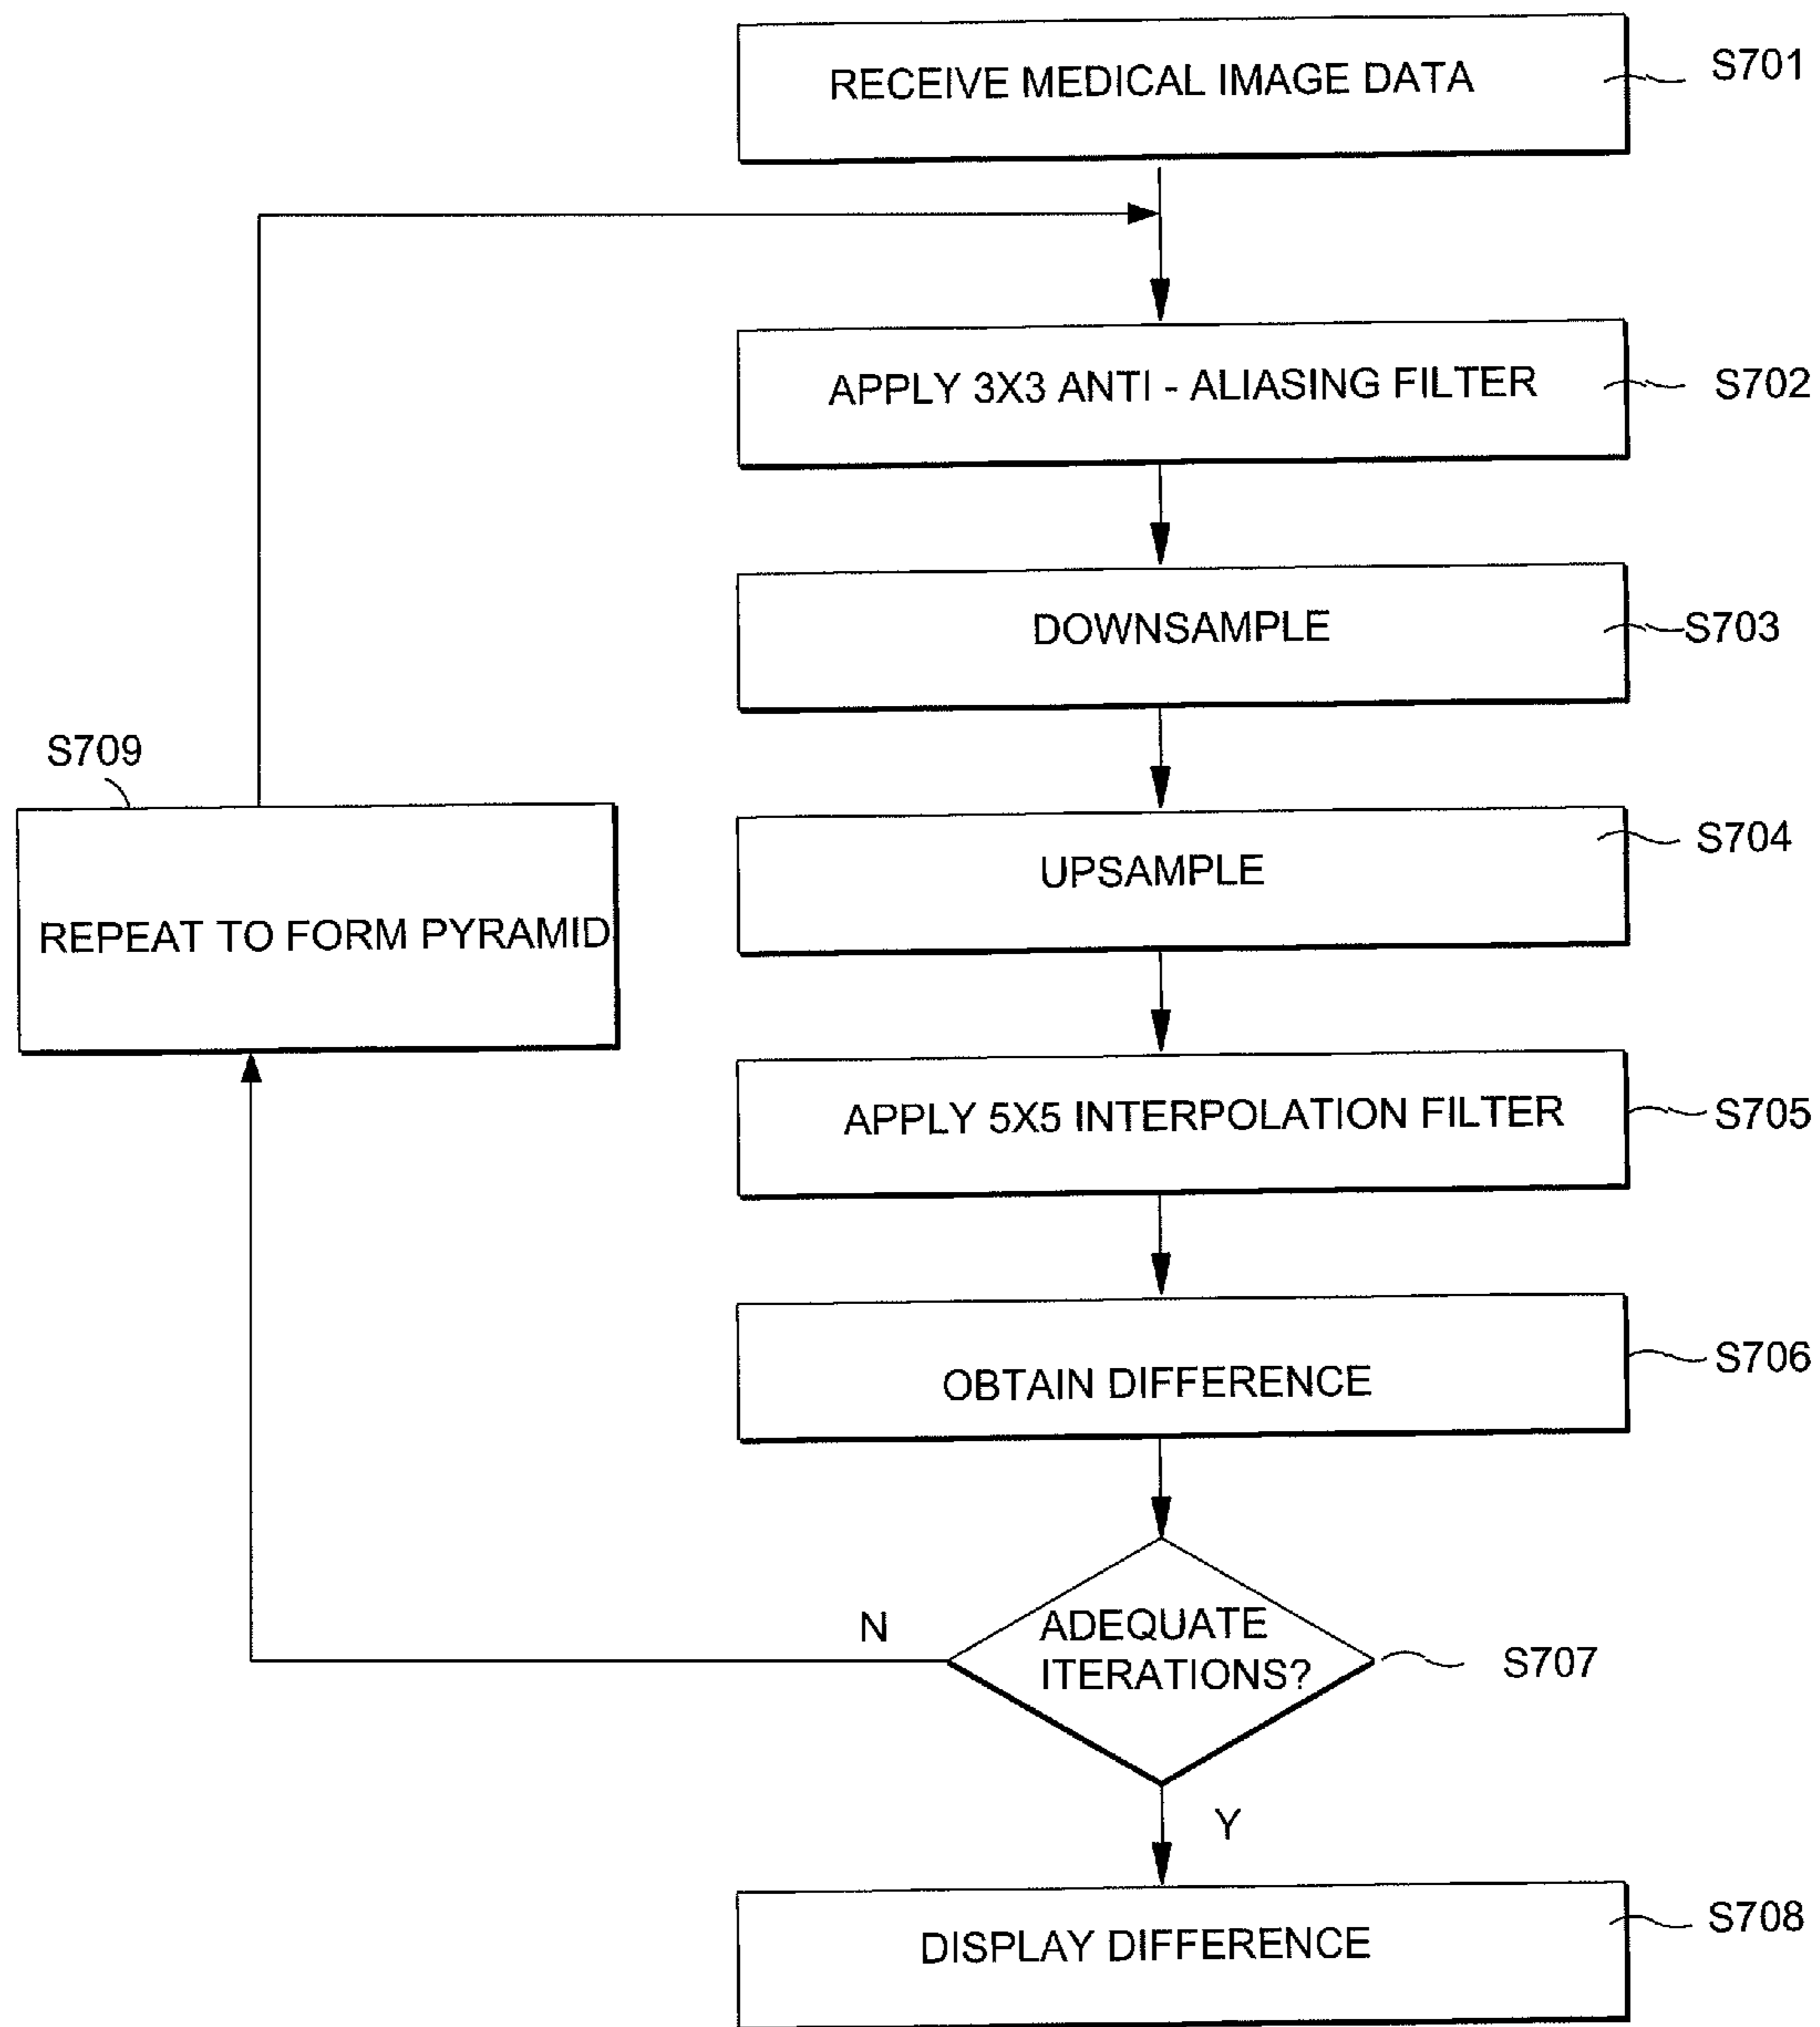 RECEIVE MEDICAL IMAGE DATA
S701
APPLY 3X3 ANTI - ALIASING FILTER
S702
DOWNSAMPLE
S703
S709
REPEAT TO FORM PYRAMID
UPSAMPLE
S704
APPLY 5X5 INTERPOLATION FILTER
S705
OBTAIN DIFFERENCE
S706
N
ADEQUATE
ITERATIONS?
S707
Y
DISPLAY DIFFERENCE
S708